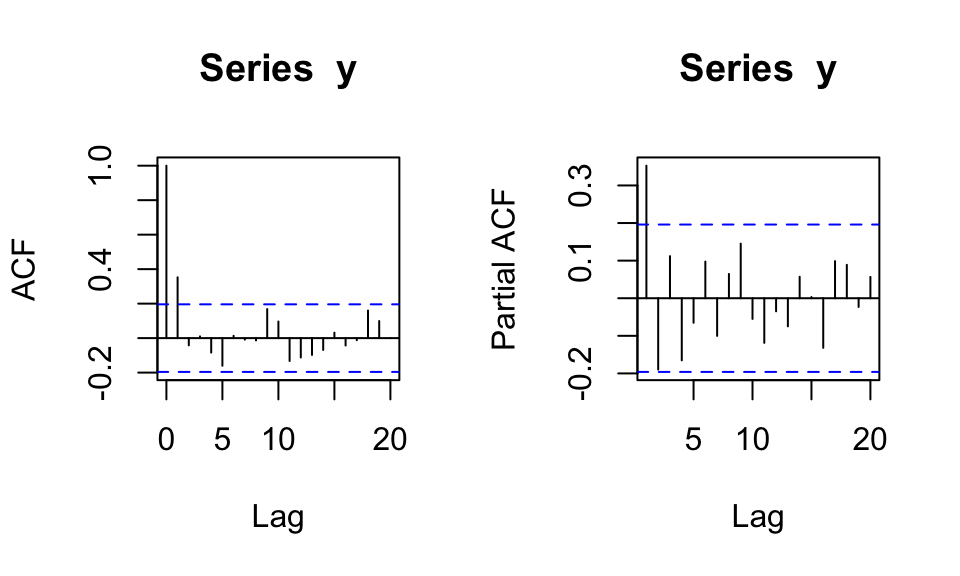 Series  y
ACF
1.0
0.4
-0.2
0 5 10 20
Lag
Series  y
Partial ACF
0.3
0.1
-0.2
5 10 20
Lag